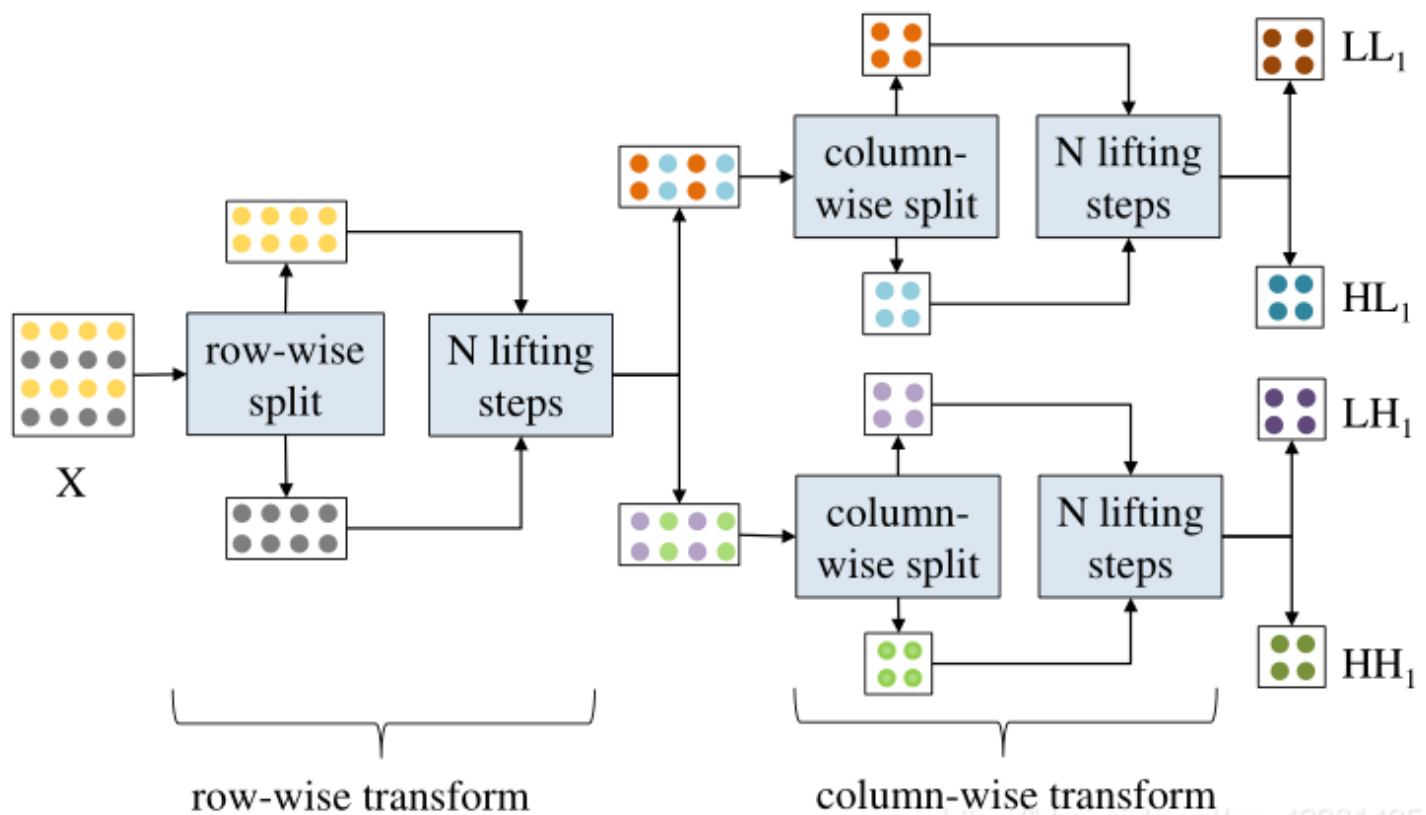 X
row-wise
split
N lifting
steps
row-wise transform
column-
wise split
N lifting
steps
LL₁
HL₁
column-
wise split
N lifting
steps
LH₁
HH₁
column-wise transform